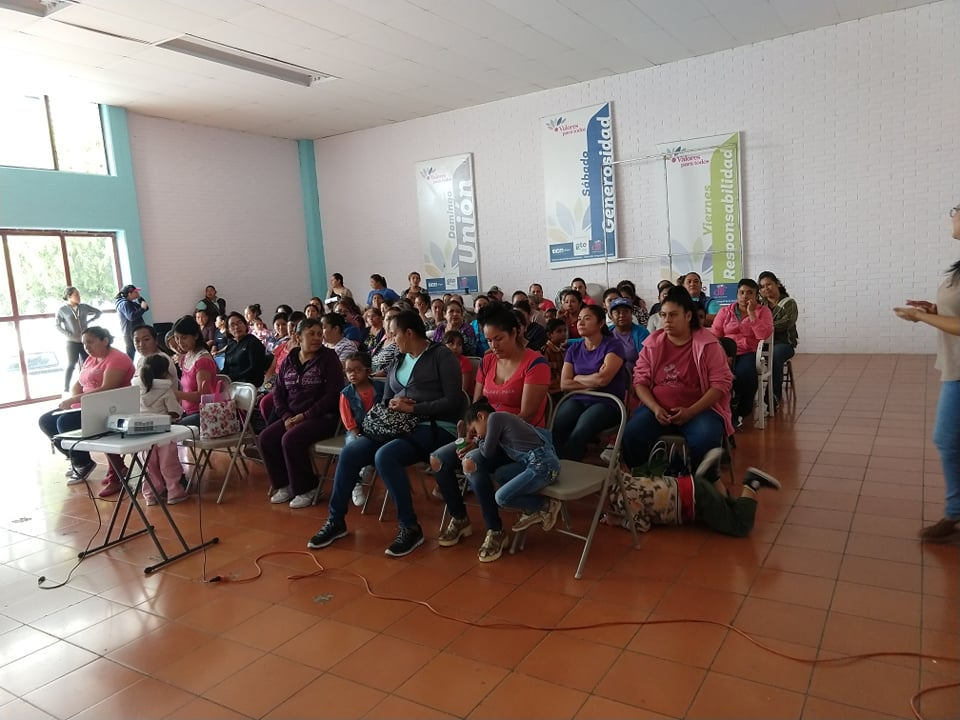 Valores
para todos
Domingo
Unión
Valores
para todos
Sábado
Generosidad
gto
Valores
para todos
Viernes
Responsabilidad